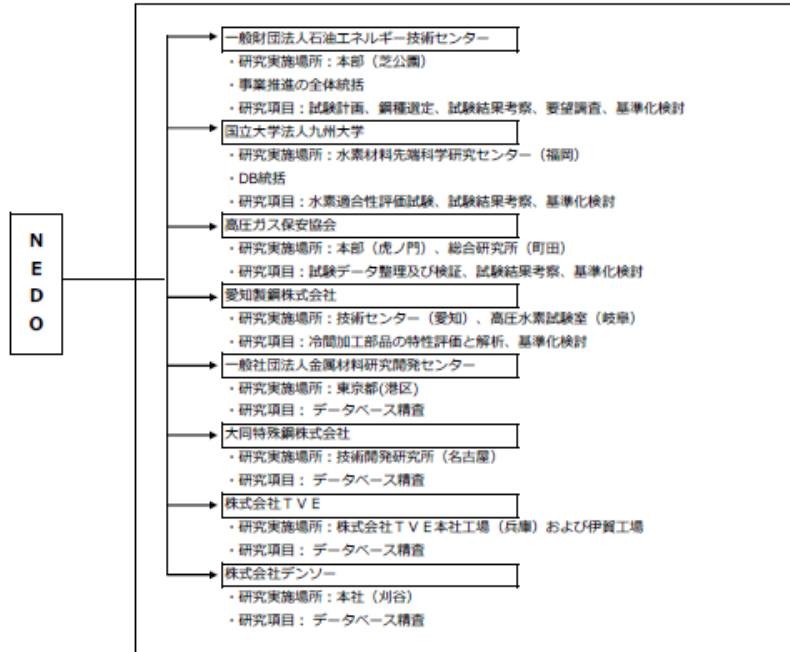 一般財団法人石油エネルギー技術センター
・研究実施場所：本部（芝公園）
・事業推進の全体統括
・研究項目：試験計画、鋼種選定、試験結果考察、要望調査、基準化検討
国立大学法人九州大学
・研究実施場所：水素材料先端科学研究センター（福岡）
・DB統括
・研究項目：水素適合性評価試験、試験結果考察、基準化検討
高圧ガス保安協会
・研究実施場所：本部（虎ノ門）、総合研究所（町田）
・研究項目：試験データ整理及び検証、試験結果考察、基準化検討
NEDO
愛知製鋼株式会社
・研究実施場所：技術センター（愛知）、高圧水素試験室（岐阜）
・研究項目：冷間加工部品の特性評価と解析、基準化検討
一般社団法人金属材料研究開発センター
・研究実施場所：東京都(港区)
・研究項目： データベース精査
大同特殊鋼株式会社
・研究実施場所：技術開発研究所（名古屋）
・研究項目： データベース精査
株式会社ＴＶＥ
・研究実施場所：株式会社ＴＶＥ本社工場（兵庫）および伊賀工場
・研究項目： データベース精査
株式会社デンソー
・研究実施場所：本社（刈谷）
・研究項目： データベース精査